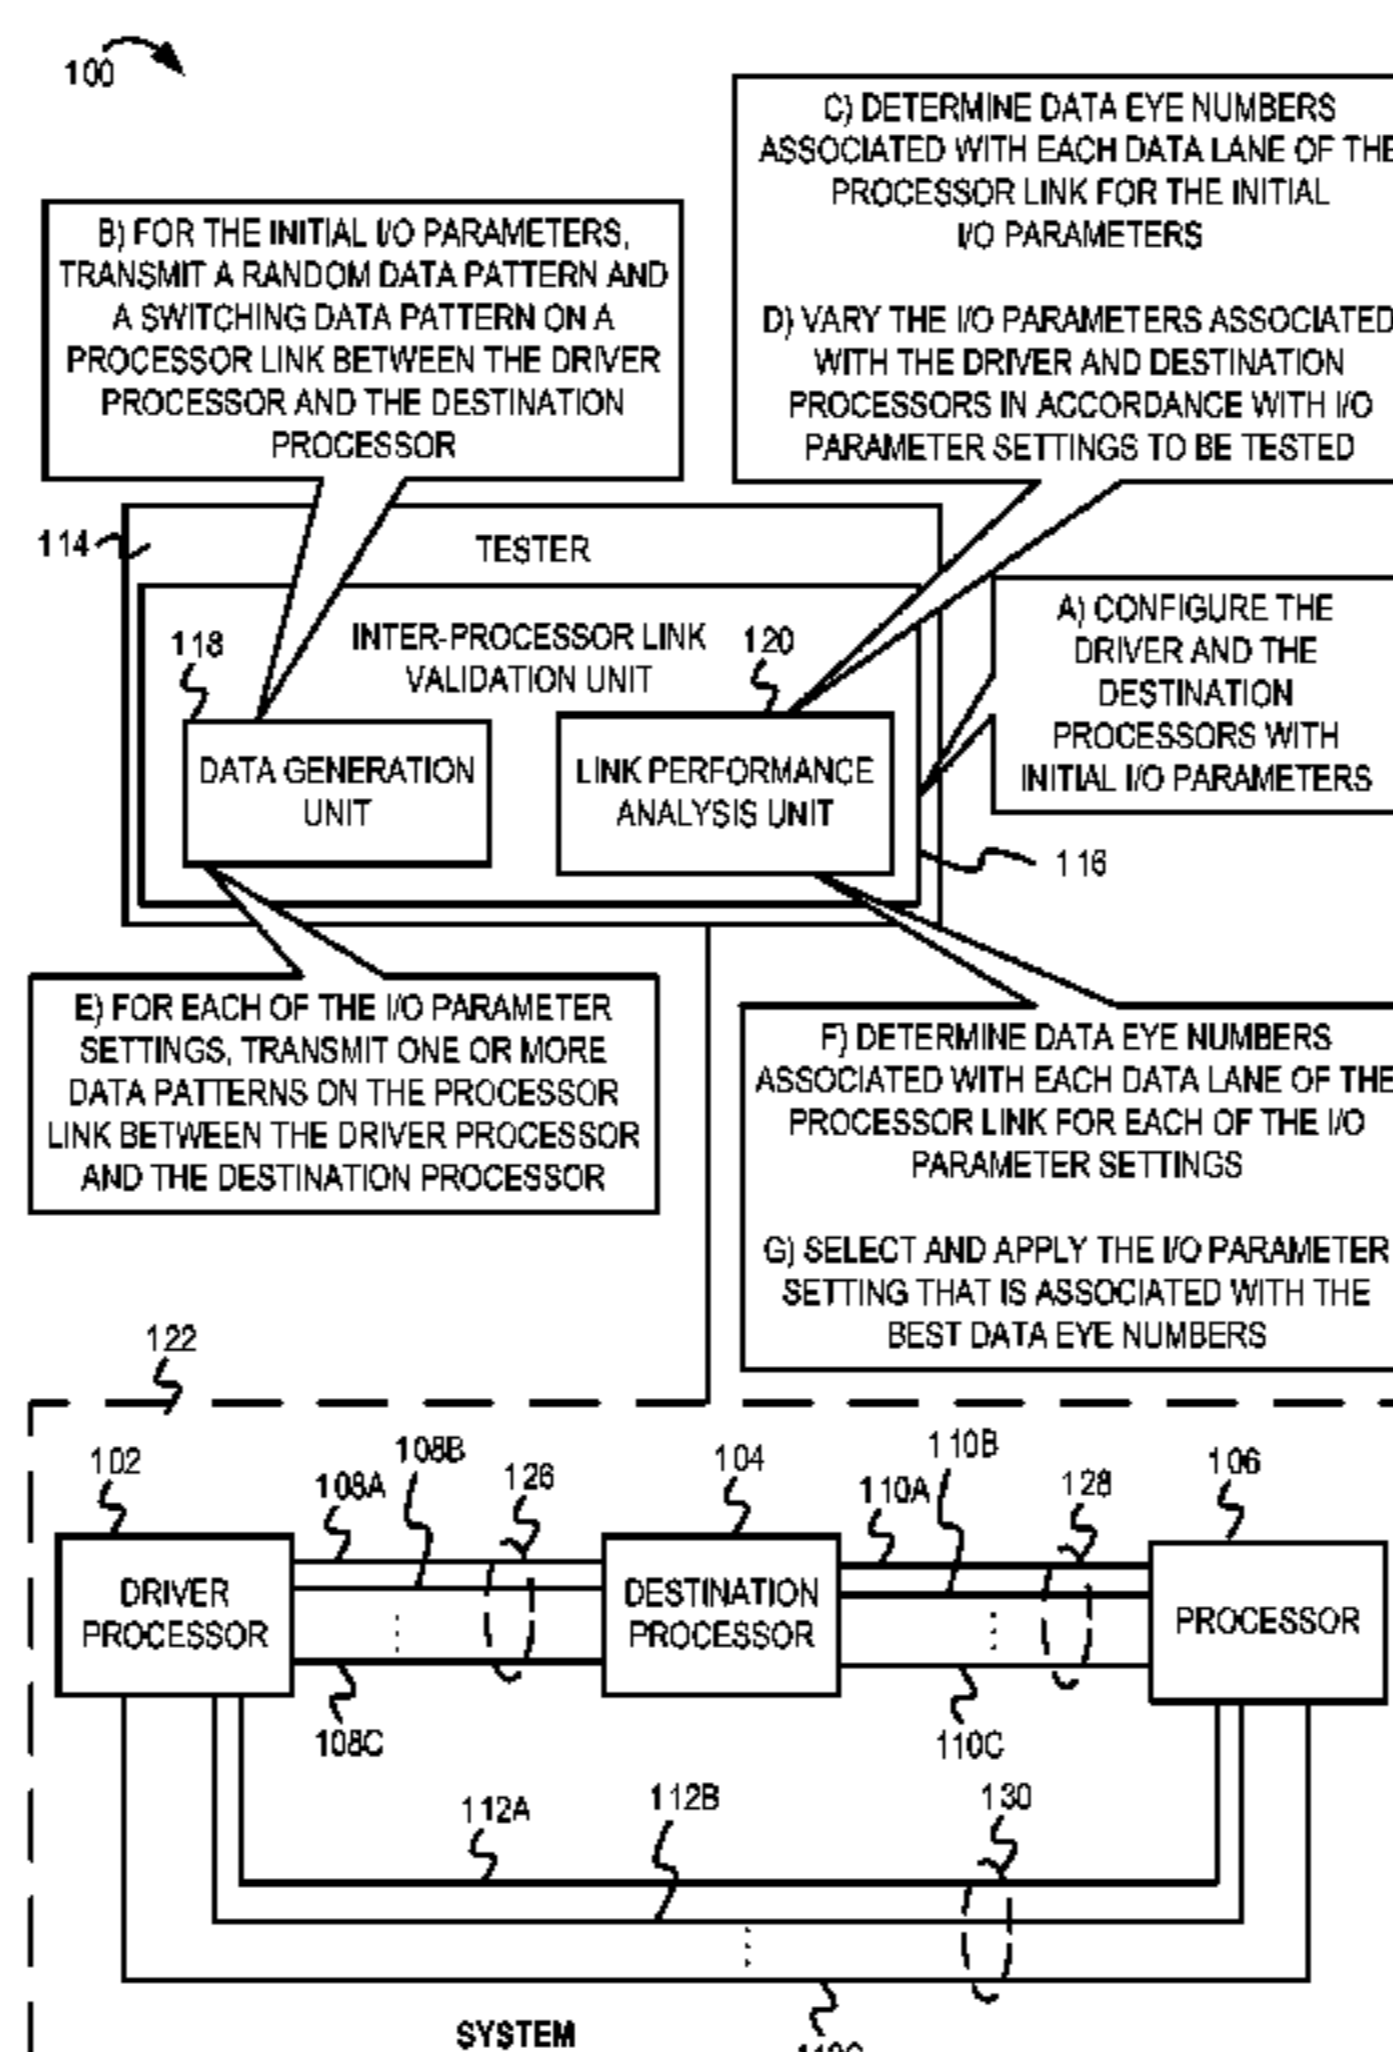 100
C) DETERMINE DATA EYE NUMBERS
ASSOCIATED WITH EACH DATA LANE OF THE
PROCESSOR LINK FOR THE INITIAL
I/O PARAMETERS
D) VARY THE I/O PARAMETERS ASSOCIATED
WITH THE DRIVER AND DESTINATION
PROCESSORS IN ACCORDANCE WITH I/O
PARAMETER SETTINGS TO BE TESTED
B) FOR THE INITIAL I/O PARAMETERS,
TRANSMIT A RANDOM DATA PATTERN AND
A SWITCHING DATA PATTERN ON A
PROCESSOR LINK BETWEEN THE DRIVER
PROCESSOR AND THE DESTINATION
PROCESSOR
114
TESTER
A) CONFIGURE THE
DRIVER AND THE
DESTINATION
PROCESSORS WITH
INITIAL I/O PARAMETERS
118
INTER-PROCESSOR LINK
VALIDATION UNIT
120
DATA GENERATION
UNIT
LINK PERFORMANCE
ANALYSIS UNIT
116
E) FOR EACH OF THE I/O PARAMETER
SETTINGS, TRANSMIT ONE OR MORE
DATA PATTERNS ON THE PROCESSOR
LINK BETWEEN THE DRIVER PROCESSOR
AND THE DESTINATION PROCESSOR
F) DETERMINE DATA EYE NUMBERS
ASSOCIATED WITH EACH DATA LANE OF THE
PROCESSOR LINK FOR EACH OF THE I/O
PARAMETER SETTINGS
G) SELECT AND APPLY THE I/O PARAMETER
SETTING THAT IS ASSOCIATED WITH THE
BEST DATA EYE NUMBERS
122
102
108A
108B
126
104
110A
110B
128
106
DRIVER
PROCESSOR
DESTINATION
PROCESSOR
PROCESSOR
108C
110C
112A
112B
130
SYSTEM